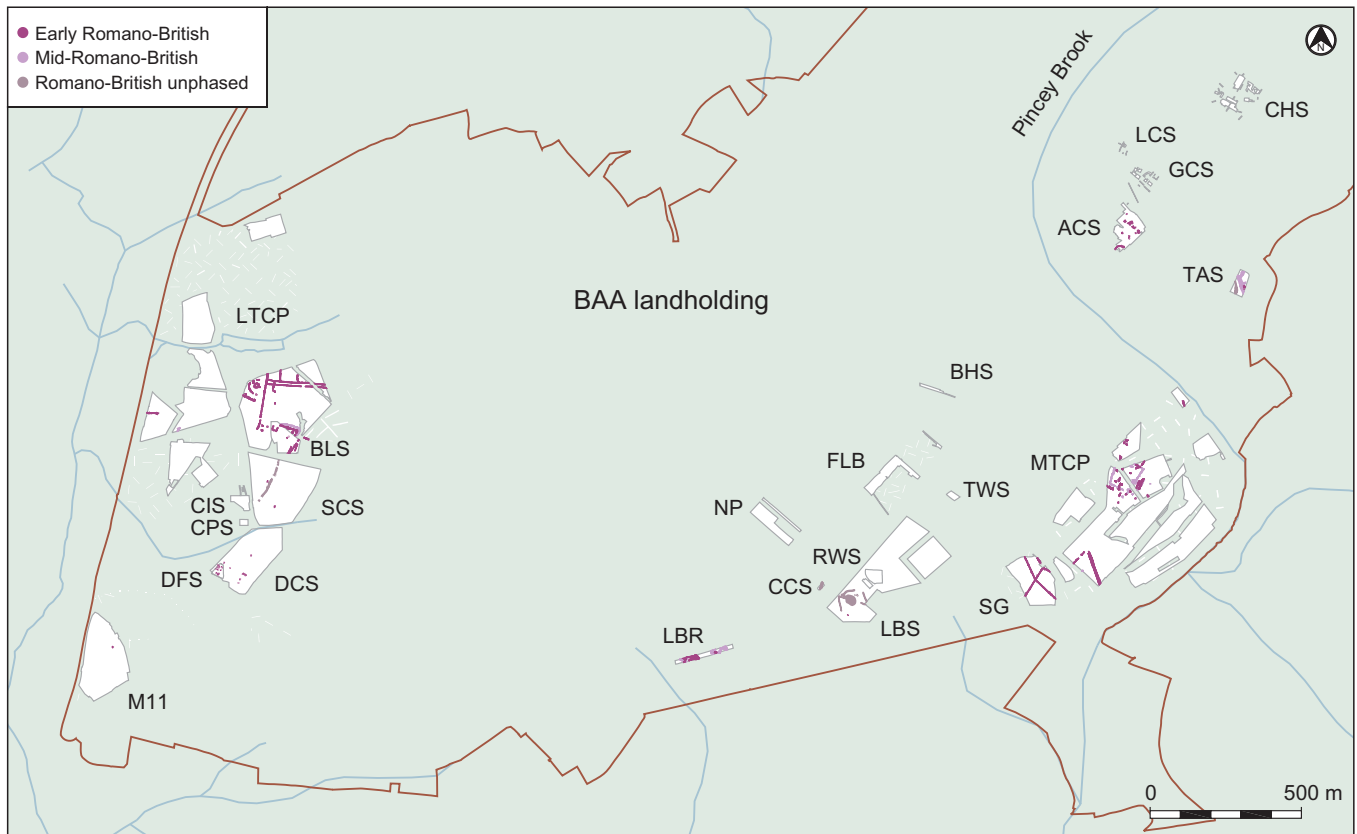 Early Romano-British
Mid-Romano-British
Romano-British unphased
N
Pincey Brook
CHS
LCS
GCS
ACS
TAS
BAA landholding
LTCP
BHS
BLS
FLB
MTCP
TWS
CIS
SCS
CPS
NP
RWS
DFS
DCS
CCS
SG
LBS
LBR
M11
0 500 m